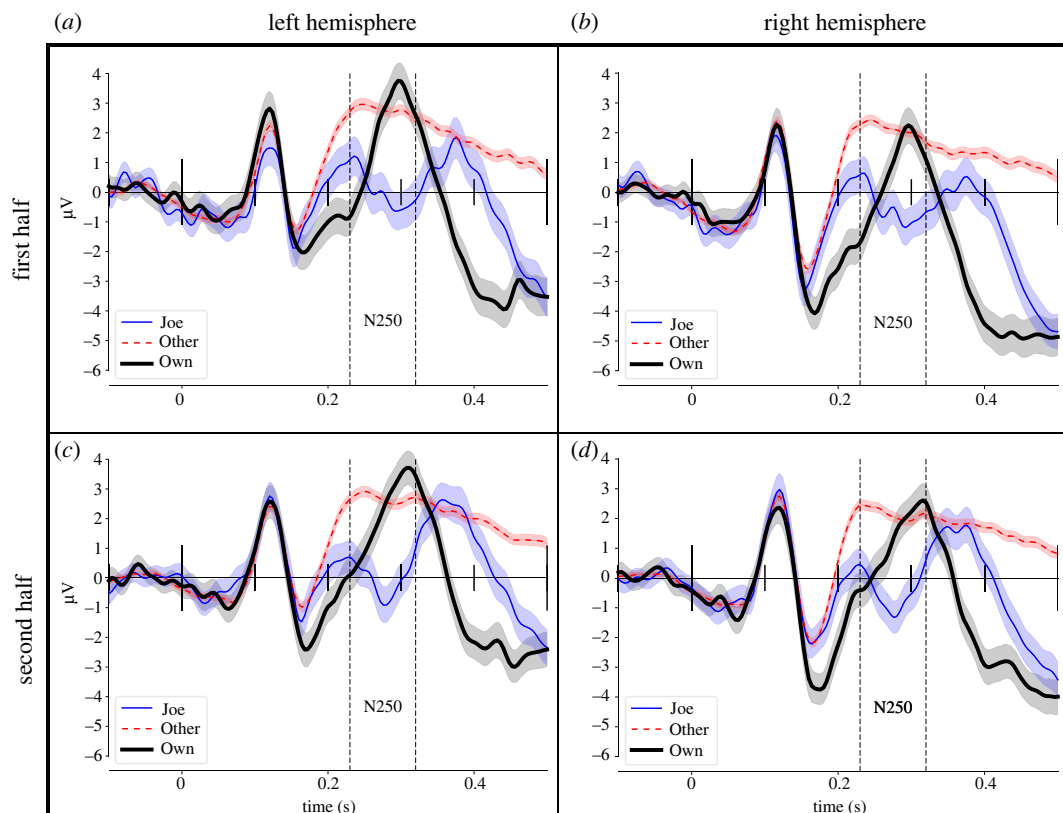 (a) left hemisphere
(b) right hemisphere
first half
μV
4
3
2
1
0
–1
–2
–3
–4
–5
–6
N250
Joe
Other
Own
0 0.2 0.4
4
3
2
1
0
–1
–2
–3
–4
–5
–6
N250
Joe
Other
Own
0 0.2 0.4
(c)
second half
μV
4
3
2
1
0
–1
–2
–3
–4
–5
–6
N250
Joe
Other
Own
0 0.2 0.4
time (s)
(d)
4
3
2
1
0
–1
–2
–3
–4
–5
–6
N250
Joe
Other
Own
0 0.2 0.4
time (s)